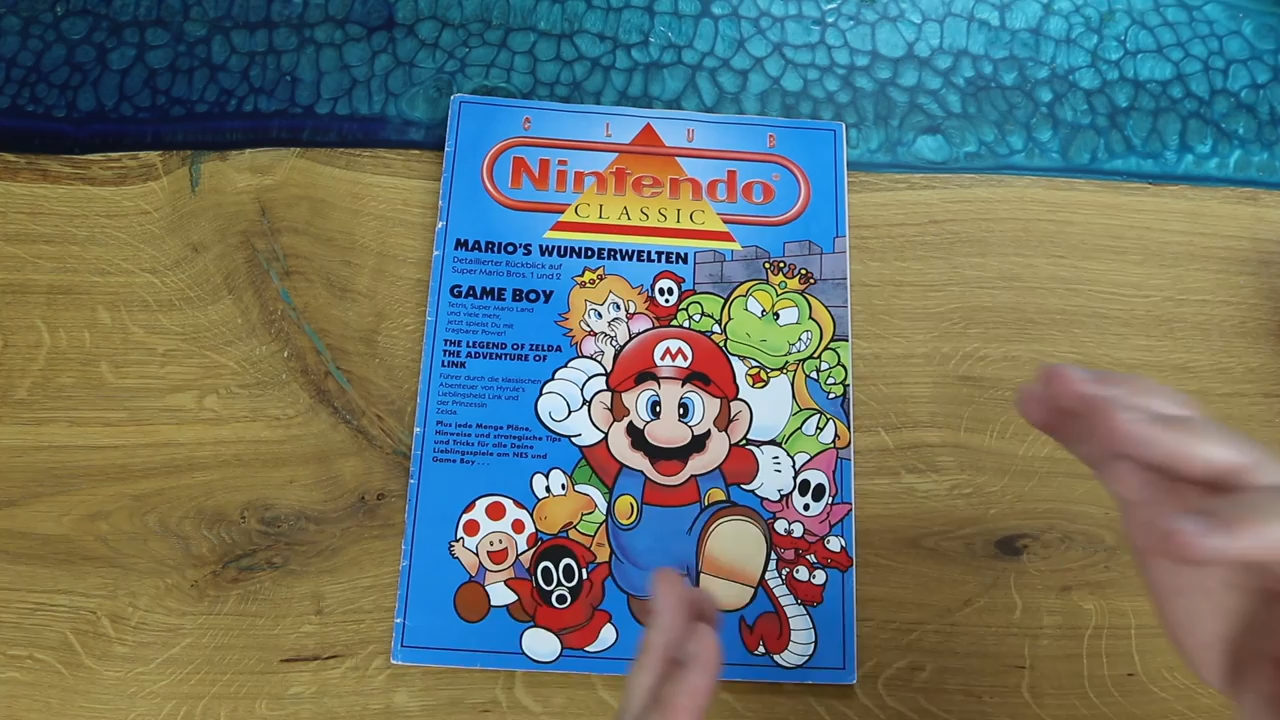 CLUB
Nintendo
CLASSIC
MARIO'S WUNDERWELTEN
Detaillierter Rückblick auf
Super Mario Bros. 1 und 2
GAME BOY
Tetris, Super Mario Land
und viele mehr,
jetzt spielst Du mit
tragbarer Power!
THE LEGEND OF ZELDA
THE ADVENTURE OF
LINK
Führer durch die klassischen
Abenteuer von Hyrule's
Lieblingsheld Link und
der Prinzessin
Zelda.
Plus jede Menge Pläne,
Hinweise und strategische Tips
und Tricks für alle Deine
Lieblingsspiele am NES und
Game Boy...
M